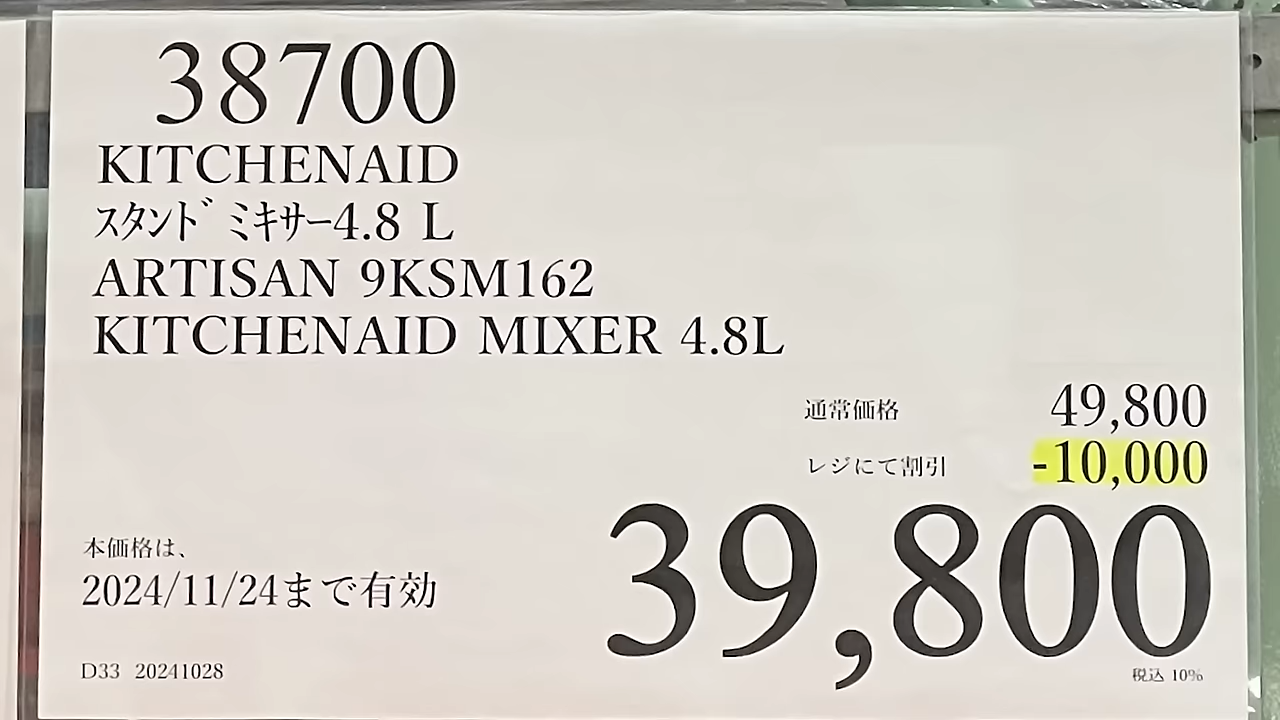 38700
KITCHENAID
ｽﾀﾝﾄﾞ ﾐｷｻｰ4.8 L
ARTISAN 9KSM162
KITCHENAID MIXER 4.8L
通常価格 49,800
レジにて割引 -10,000
39,800
税込 10%
本価格は、
2024/11/24まで有効
D33 20241028